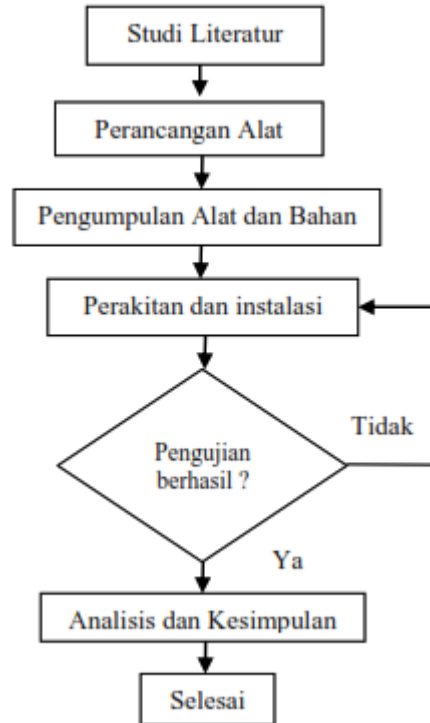 Studi Literatur
Perancangan Alat
Pengumpulan Alat dan Bahan
Perakitan dan instalasi
Pengujian
berhasil ?
Tidak
Ya
Analisis dan Kesimpulan
Selesai